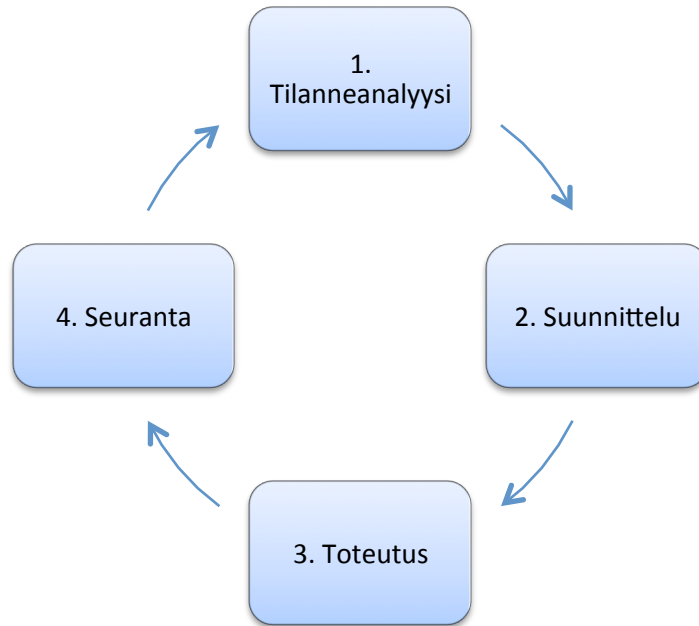 1.
Tilanneanalyysi
2. Suunnittelu
3. Toteutus
4. Seuranta